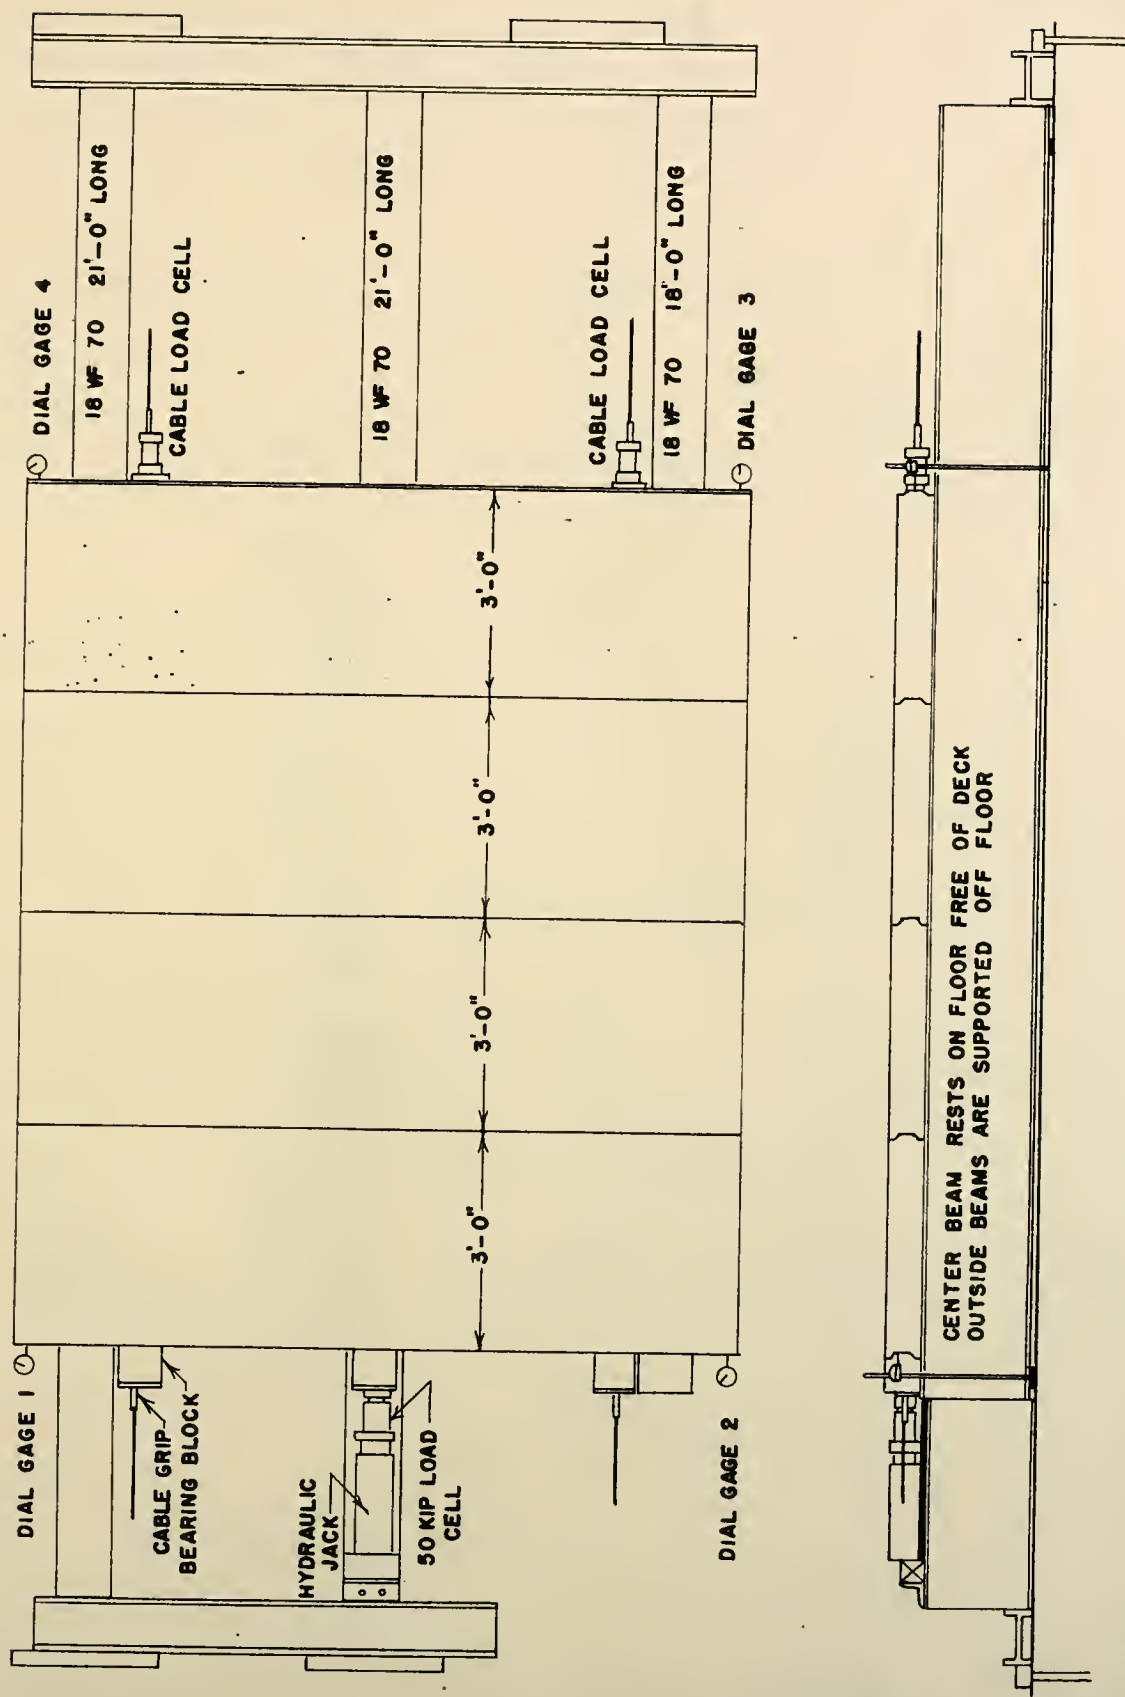 DIAL GAGE 1
CABLE GRIP
BEARING BLOCK
HYDRAULIC
JACK
50 KIP LOAD
CELL
DIAL GAGE 2
3'-0"
3'-0"
3'-0"
3'-0"
DIAL GAGE 4
18 WF 70 21'-0" LONG
CABLE LOAD CELL
18 WF 70 21'-0" LONG
CABLE LOAD CELL
18 WF 70 18'-0" LONG
DIAL GAGE 3
CENTER BEAM RESTS ON FLOOR FREE OF DECK
OUTSIDE BEAMS ARE SUPPORTED OFF FLOOR